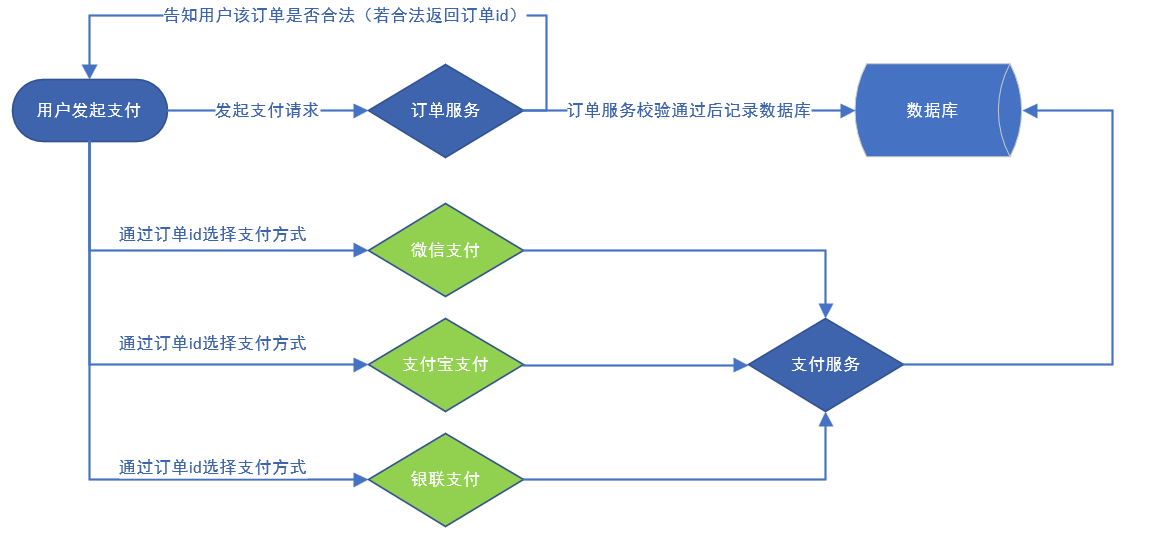 告知用户该订单是否合法（若合法返回订单id）
用户发起支付
发起支付请求
订单服务
订单服务校验通过后记录数据库
数据库
通过订单id选择支付方式
微信支付
通过订单id选择支付方式
支付宝支付
支付服务
通过订单id选择支付方式
银联支付